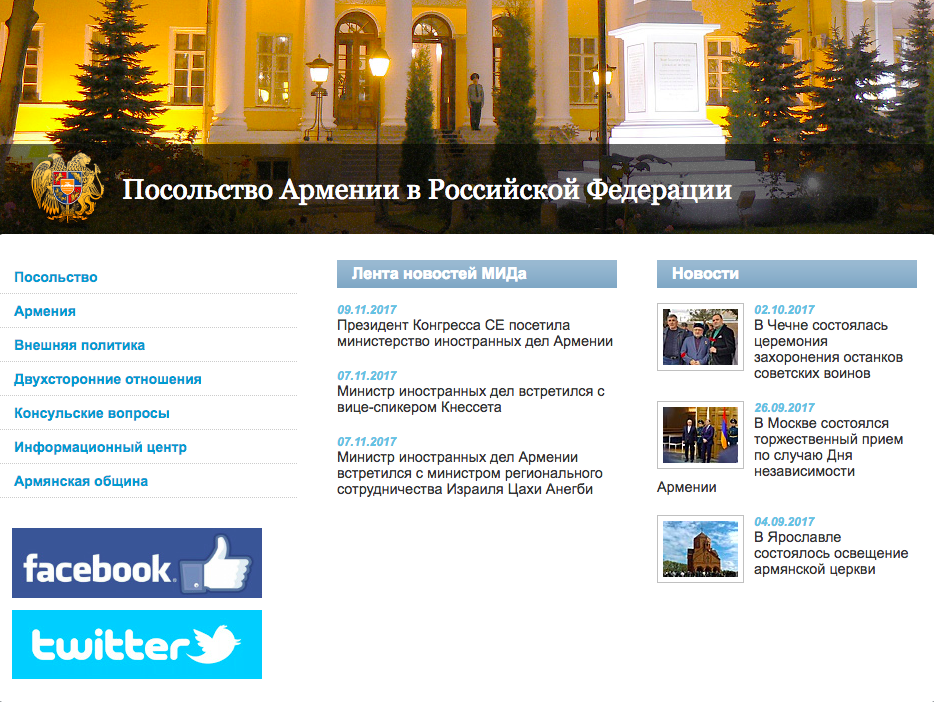 Посольство Армении в Российской Федерации
Посольство
Армения
Внешняя политика
Двухсторонние отношения
Консульские вопросы
Информационный центр
Армянская община
facebook
twitter
Лента новостей МИДа
09.11.2017
Президент Конгресса СЕ посетила
министерство иностранных дел Армении
07.11.2017
Министр иностранных дел встретился с
вице-спикером Кнессета
07.11.2017
Министр иностранных дел Армении
встретился с министром регионального
сотрудничества Израиля Цахи Анегби
Новости
02.10.2017
В Чечне состоялась
церемония
захоронения останков
советских воинов
26.09.2017
В Москве состоялся
торжественный прием
по случаю Дня
независимости
Армении
04.09.2017
В Ярославле
состоялось освещение
армянской церкви